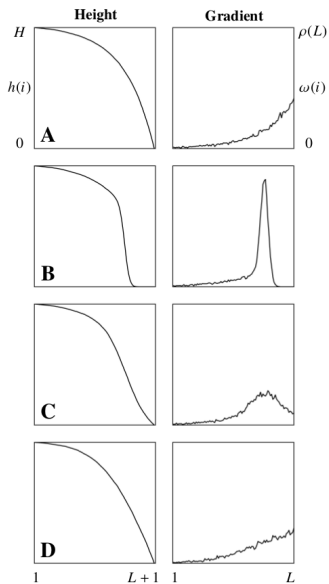 Height Gradient
H ρ(L)
h(i) ω(i)
0 A 0
B
C
D
1 L + 1 1 L